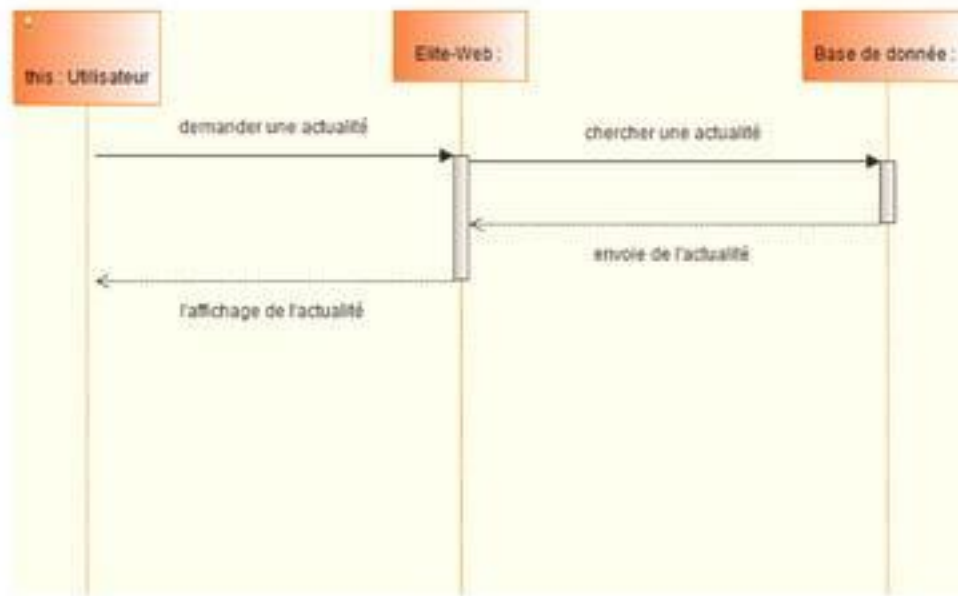 this : Utilisateur
Elite-Web :
Base de donnée :
demander une actualité
chercher une actualité
envoie de l'actualité
l'affichage de l'actualité